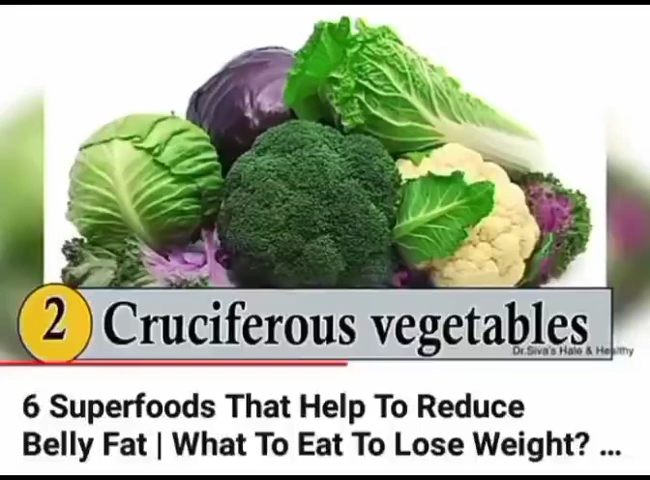 2 Cruciferous vegetables
Dr.Siva's Hale & Healthy
6 Superfoods That Help To Reduce
Belly Fat | What To Eat To Lose Weight? ...